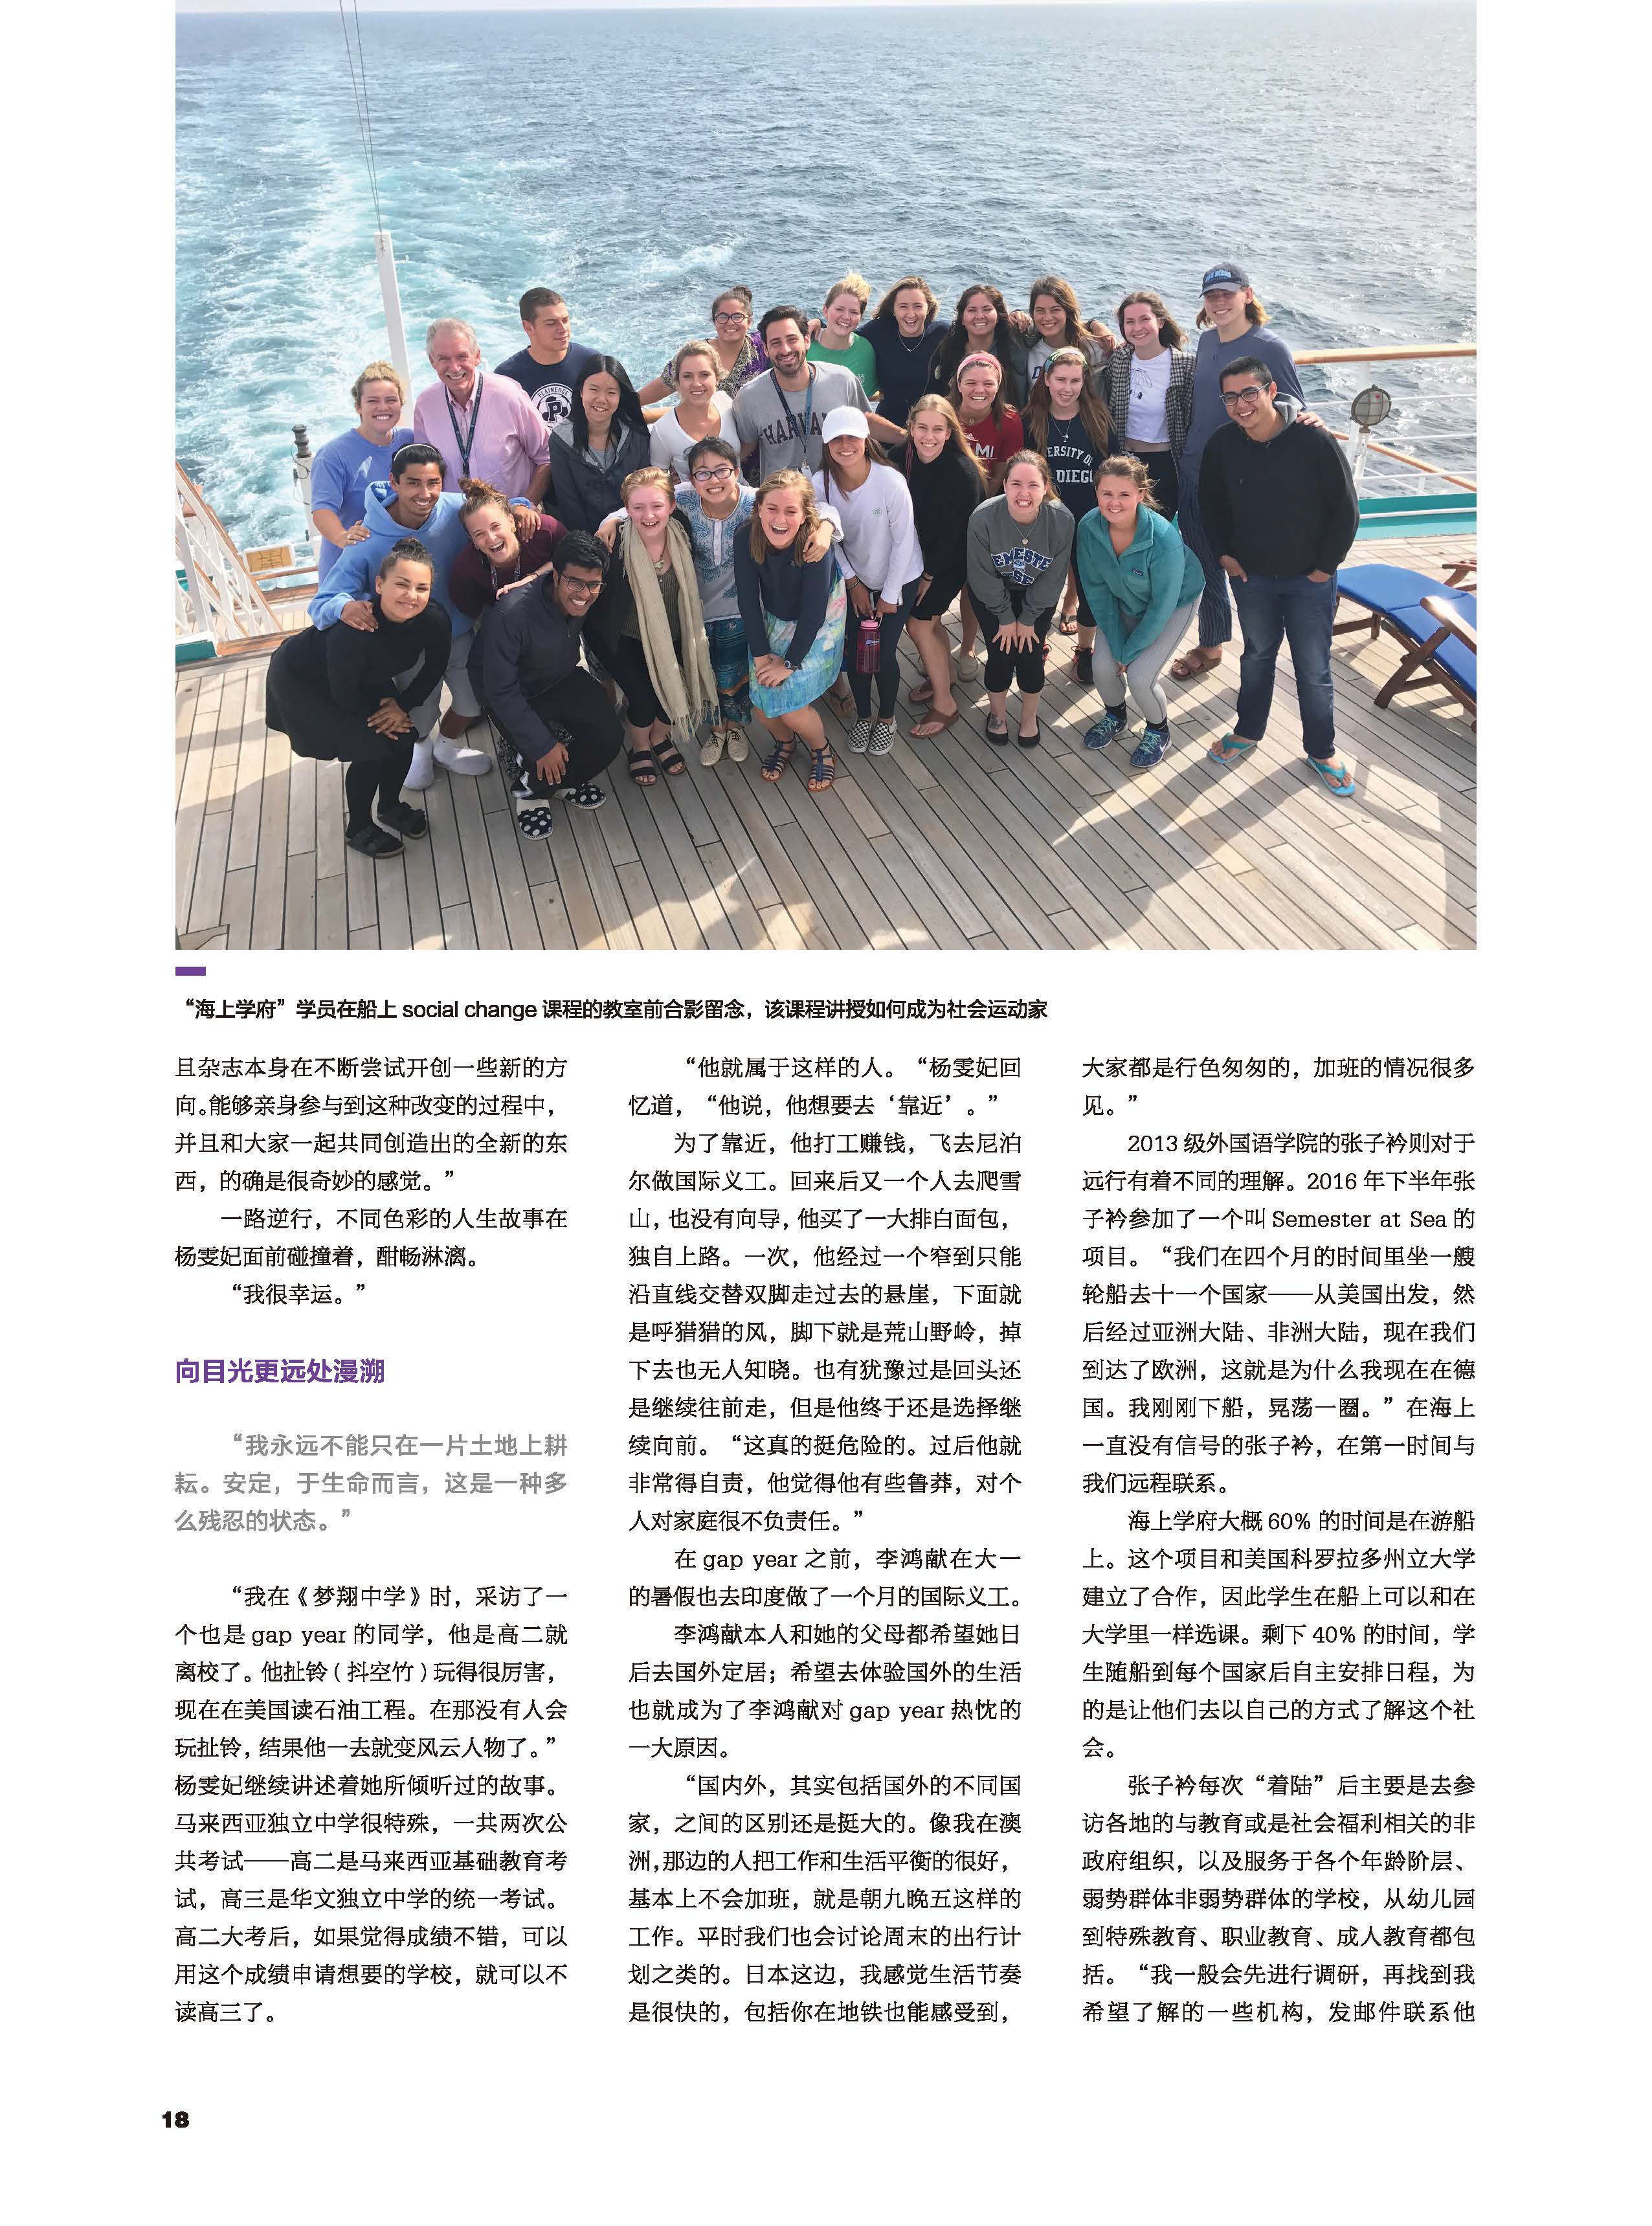 HARVA
MI
ERSITY O
DIEG
EMESTE
SE
P
“海上学府”学员在船上 social change 课程的教室前合影留念，该课程讲授如何成为社会运动家
且杂志本身在不断尝试开创一些新的方
向。能够亲身参与到这种改变的过程中，
并且和大家一起共同创造出的全新的东
西，的确是很奇妙的感觉。”
一路逆行，不同色彩的人生故事在
杨雯妃面前碰撞着，酣畅淋漓。
“我很幸运。”
向目光更远处漫溯
“我永远不能只在一片土地上耕
耘。安定，于生命而言，这是一种多
么残忍的状态。”
“我在《梦翔中学》时，采访了一
个也是 gap year 的同学，他是高二就
离校了。他扯铃（抖空竹）玩得很厉害，
现在在美国读石油工程。在那没有人会
玩扯铃，结果他一去就变风云人物了。”
杨雯妃继续讲述着她所倾听过的故事。
马来西亚独立中学很特殊，一共两次公
共考试——高二是马来西亚基础教育考
试，高三是华文独立中学的统一考试。
高二大考后，如果觉得成绩不错，可以
用这个成绩申请想要的学校，就可以不
读高三了。
“他就属于这样的人。“杨雯妃回
忆道，“他说，他想要去‘靠近’。”
为了靠近，他打工赚钱，飞去尼泊
尔做国际义工。回来后又一个人去爬雪
山，也没有向导，他买了一大排白面包，
独自上路。一次，他经过一个窄到只能
沿直线交替双脚走过去的悬崖，下面就
是呼猎猎的风，脚下就是荒山野岭，掉
下去也无人知晓。也有犹豫过是回头还
是继续往前走，但是他终于还是选择继
续向前。“这真的挺危险的。过后他就
非常得自责，他觉得他有些鲁莽，对个
人对家庭很不负责任。”
在 gap year 之前，李鸿献在大一
的暑假也去印度做了一个月的国际义工。
李鸿献本人和她的父母都希望她日
后去国外定居；希望去体验国外的生活
也就成为了李鸿献对 gap year 热忱的
一大原因。
“国内外，其实包括国外的不同国
家，之间的区别还是挺大的。像我在澳
洲，那边的人把工作和生活平衡的很好，
基本上不会加班，就是朝九晚五这样的
工作。平时我们也会讨论周末的出行计
划之类的。日本这边，我感觉生活节奏
是很快的，包括你在地铁也能感受到，
大家都是行色匆匆的，加班的情况很多
见。”
2013 级外国语学院的张子衿则对于
远行有着不同的理解。2016 年下半年张
子衿参加了一个叫 Semester at Sea 的
项目。“我们在四个月的时间里坐一艘
轮船去十一个国家——从美国出发，然
后经过亚洲大陆、非洲大陆，现在我们
到达了欧洲，这就是为什么我现在在德
国。我刚刚下船，晃荡一圈。”在海上
一直没有信号的张子衿，在第一时间与
我们远程联系。
海上学府大概 60% 的时间是在游船
上。这个项目和美国科罗拉多州立大学
建立了合作，因此学生在船上可以和在
大学里一样选课。剩下 40% 的时间，学
生随船到每个国家后自主安排日程，为
的是让他们去以自己的方式了解这个社
会。
张子衿每次“着陆”后主要是去参
访各地的与教育或是社会福利相关的非
政府组织，以及服务于各个年龄阶层、
弱势群体非弱势群体的学校，从幼儿园
到特殊教育、职业教育、成人教育都包
括。“我一般会先进行调研，再找到我
希望了解的一些机构，发邮件联系他
18